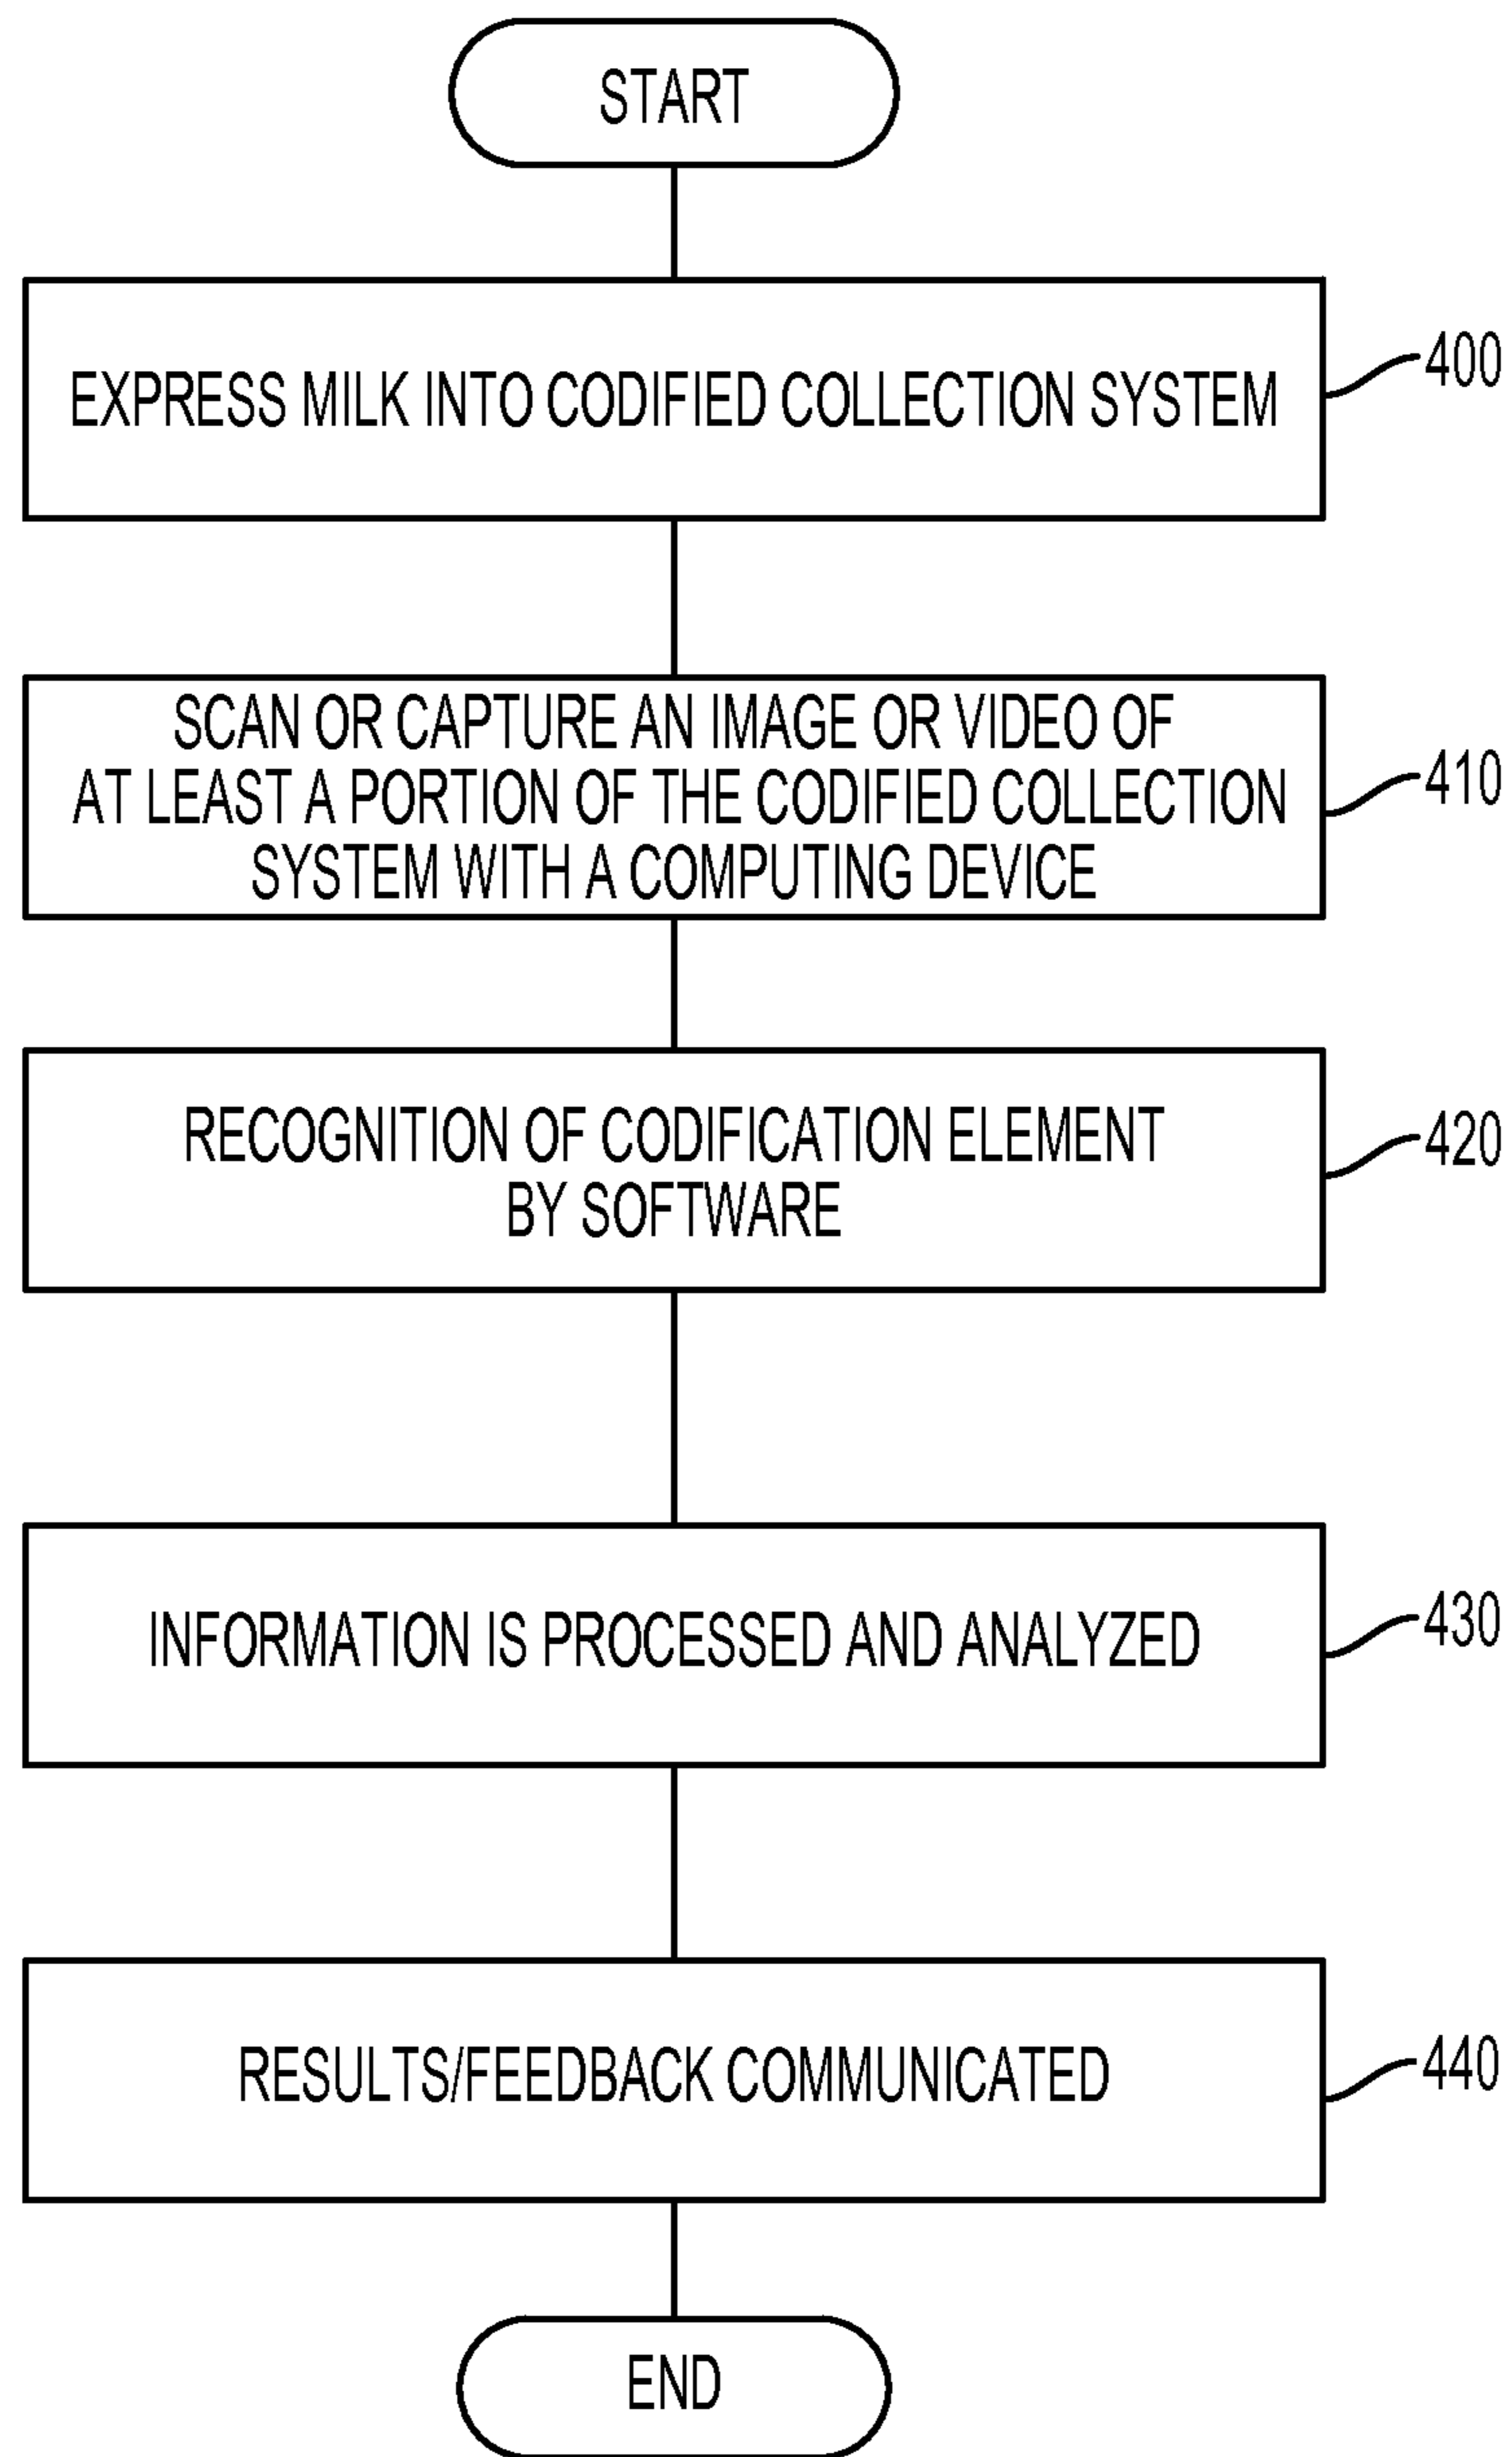 START
EXPRESS MILK INTO CODIFIED COLLECTION SYSTEM
400
SCAN OR CAPTURE AN IMAGE OR VIDEO OF
AT LEAST A PORTION OF THE CODIFIED COLLECTION
SYSTEM WITH A COMPUTING DEVICE
410
RECOGNITION OF CODIFICATION ELEMENT
BY SOFTWARE
420
INFORMATION IS PROCESSED AND ANALYZED
430
RESULTS/FEEDBACK COMMUNICATED
440
END